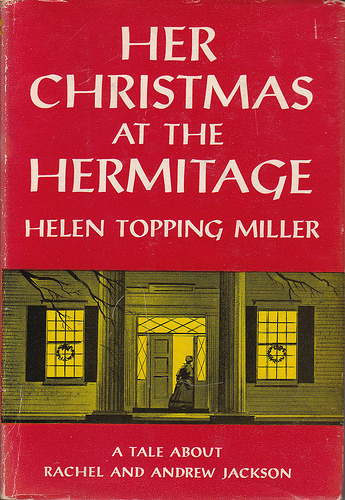 HER
CHRISTMAS
AT THE
HERMITAGE
HELEN TOPPING MILLER
A TALE ABOUT
RACHEL AND ANDREW JACKSON